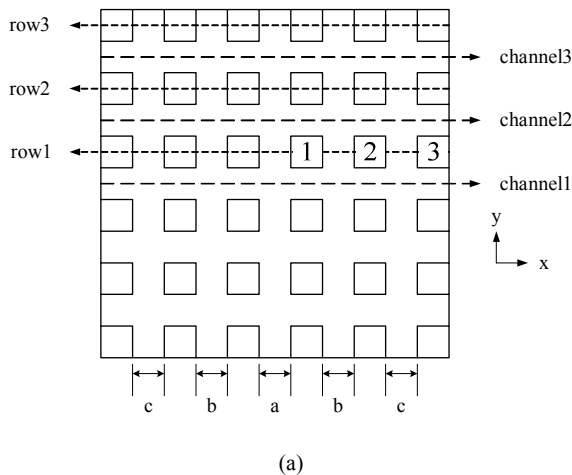 row3
channel3
row2
channel2
row1
1 2 3
channel1
y
x
c b a b c
(a)